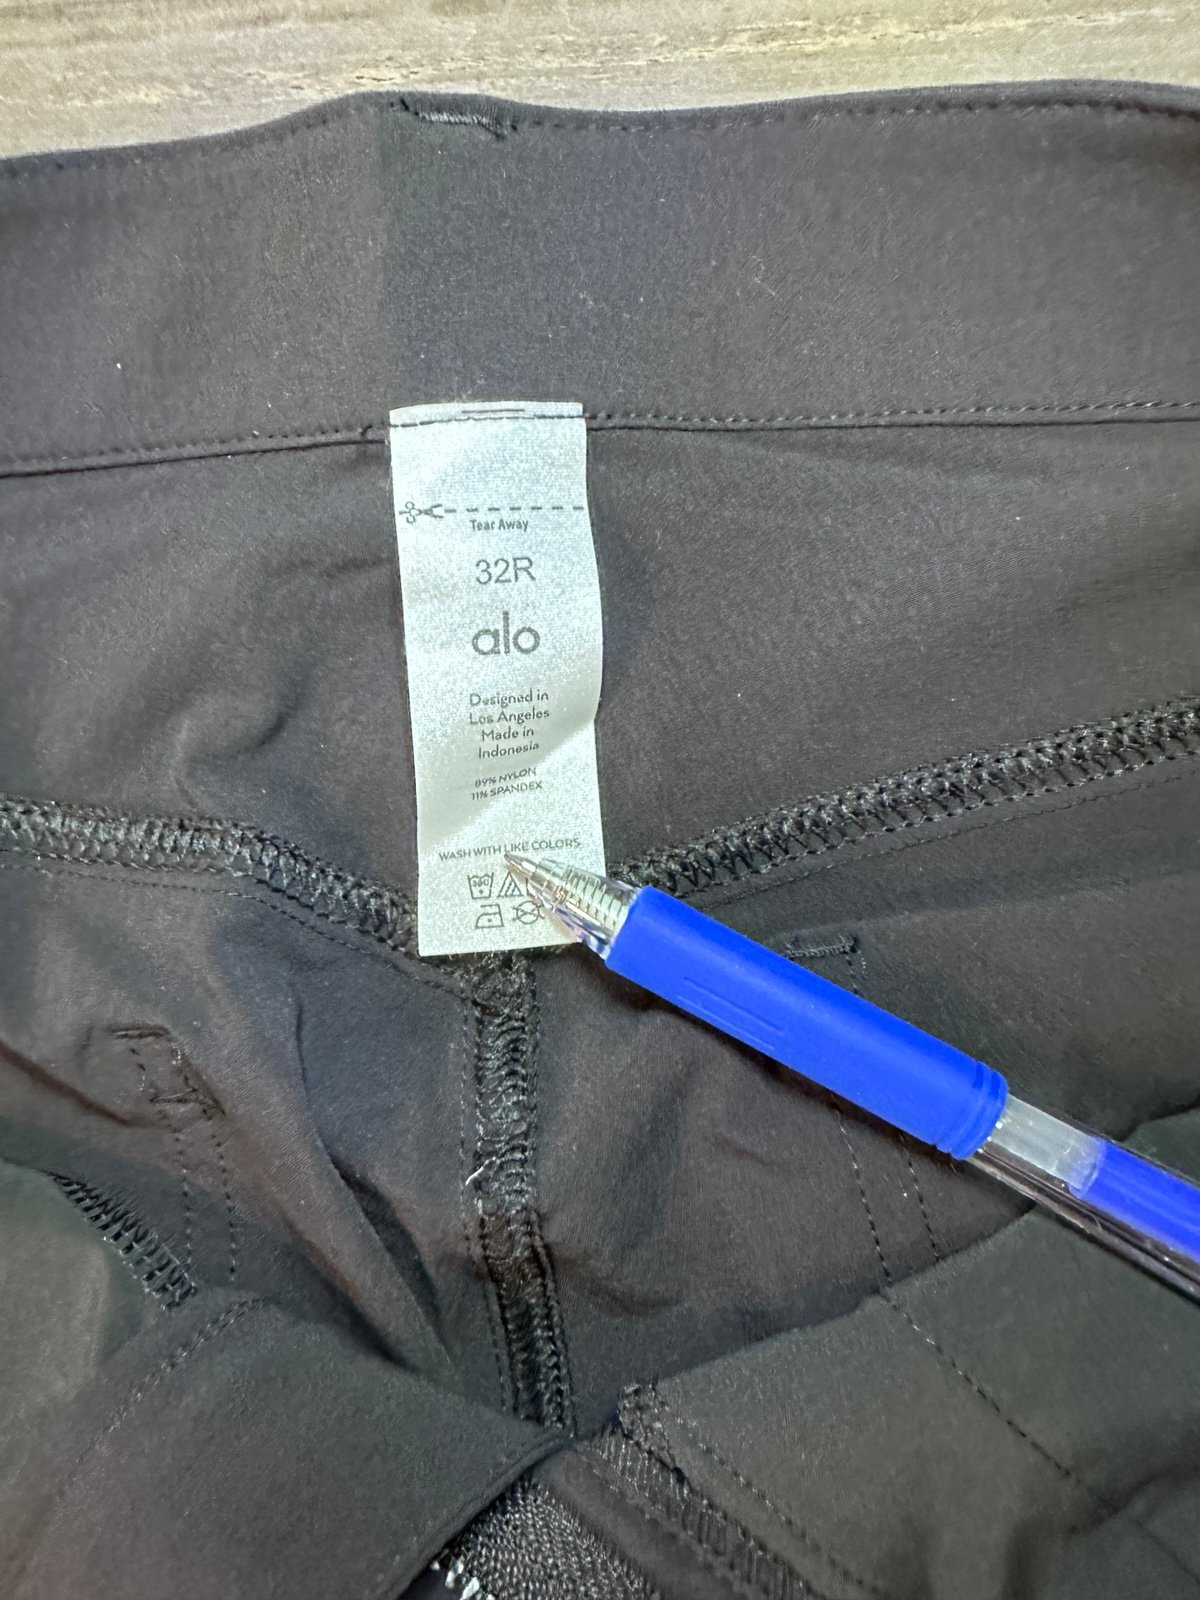 Tear Away
32R
alo
Designed in
Los Angeles
Made in
Indonesia
89% NYLON
11% SPANDEX
WASH WITH LIKE COLORS